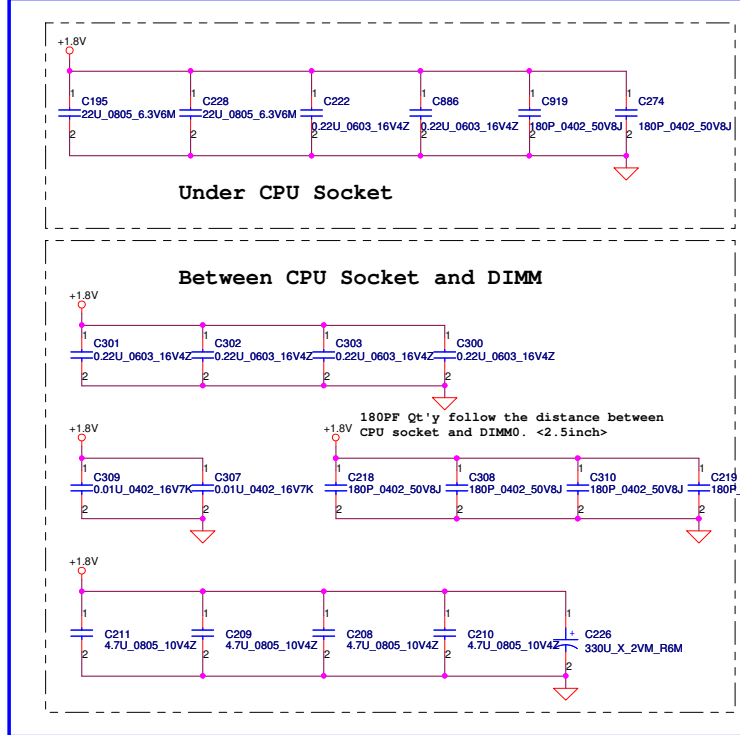 +1.8V
1 1 1 1 1 1
C195 C228 C222 C886 C919 C274
22U_0805_6.3V6M 22U_0805_6.3V6M 0.22U_0603_16V4Z 0.22U_0603_16V4Z 180P_0402_50V8J 180P_0402_50V8J
2 2 2 2 2 2
Under CPU Socket
Between CPU Socket and DIMM
+1.8V
1 1 1 1
C301 C302 C303 C300
0.22U_0603_16V4Z 0.22U_0603_16V4Z 0.22U_0603_16V4Z 0.22U_0603_16V4Z
2 2 2 2
180PF Qt'y follow the distance between
CPU socket and DIMM0. <2.5inch>
+1.8V +1.8V
1 1 1 1 1 1
C309 C307 C218 C308 C310 C219
0.01U_0402_16V7K 0.01U_0402_16V7K 180P_0402_50V8J 180P_0402_50V8J 180P_0402_50V8J 180P_
2 2 2 2 2 2
+1.8V
1 1 1 1 1
C211 C209 C208 C210 + C226
4.7U_0805_10V4Z 4.7U_0805_10V4Z 4.7U_0805_10V4Z 4.7U_0805_10V4Z 330U_X_2VM_R6M
2 2 2 2 2